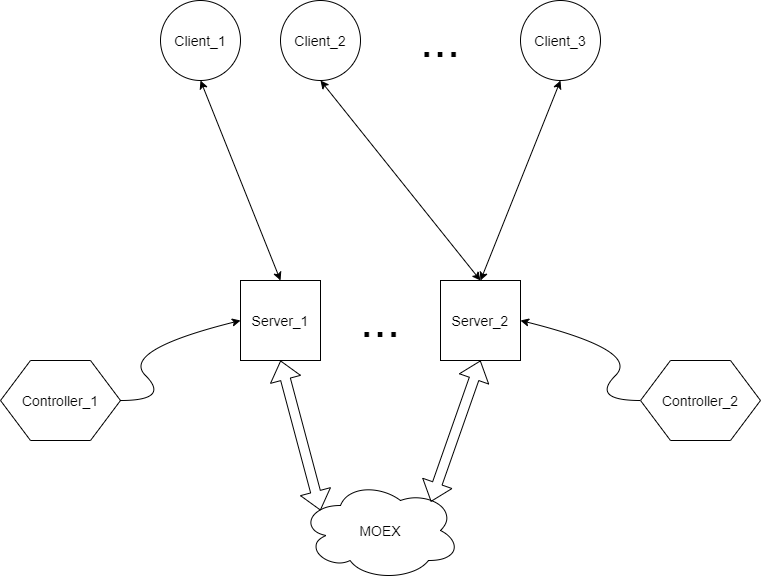 Client_1
Client_2
...
Client_3
Server_1
...
Server_2
Controller_1
Controller_2
MOEX